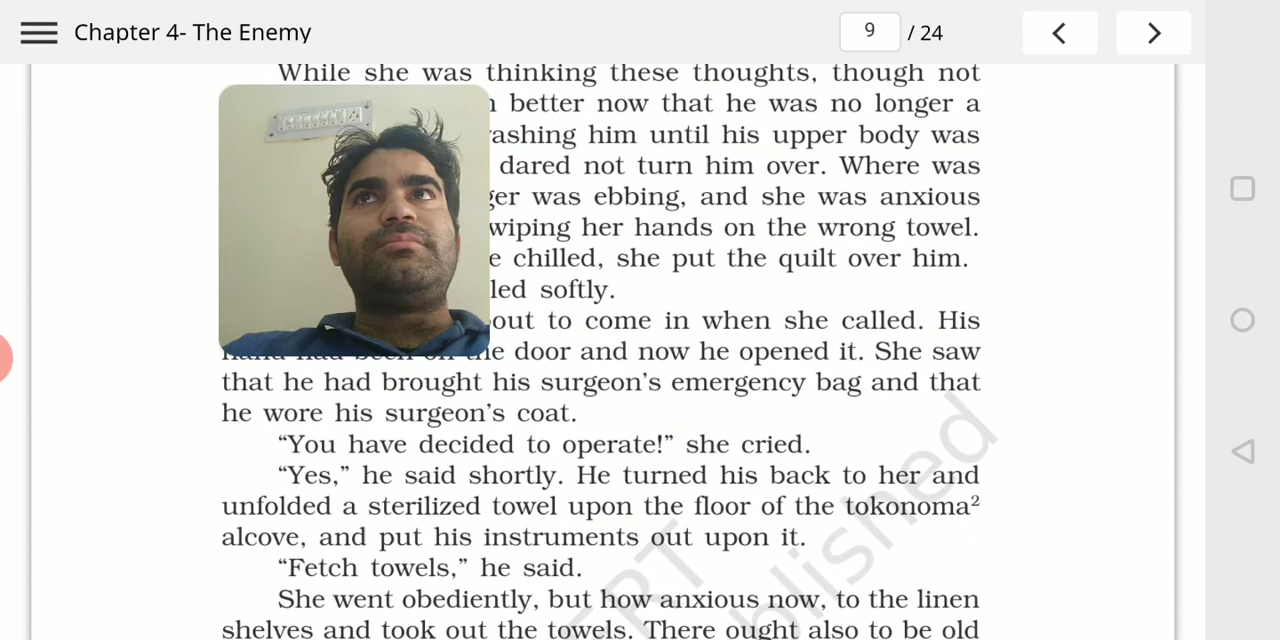 Chapter 4- The Enemy
9 / 24
While she was thinking these thoughts, though not
better now that he was no longer a
washing him until his upper body was
dared not turn him over. Where was
was ebbing, and she was anxious
wiping her hands on the wrong towel.
chilled, she put the quilt over him.
softly.
to come in when she called. His
hand had been on the door and now he opened it. She saw
that he had brought his surgeon's emergency bag and that
he wore his surgeon's coat.
“You have decided to operate!” she cried.
“Yes,” he said shortly. He turned his back to her and
unfolded a sterilized towel upon the floor of the tokonoma²
alcove, and put his instruments out upon it.
“Fetch towels,” he said.
She went obediently, but how anxious now, to the linen
shelves and took out the towels. There ought also to be old